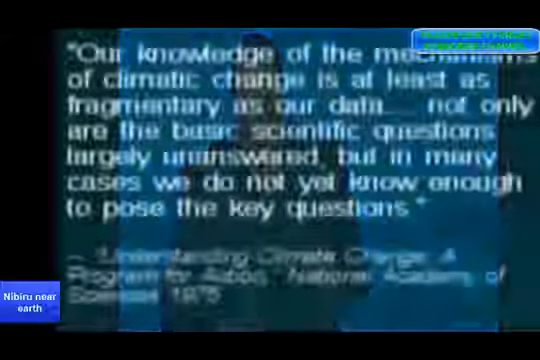 "Our knowledge of the mechanisms
of climatic change is at least as
fragmentary as our data... not only
are the basic scientific questions
largely unanswered, but in many
cases we do not yet know enough
to pose the key questions."
- "Understanding Climate Change: A
Program for Action," National Academy of
Sciences 1975
Nibiru near
earth